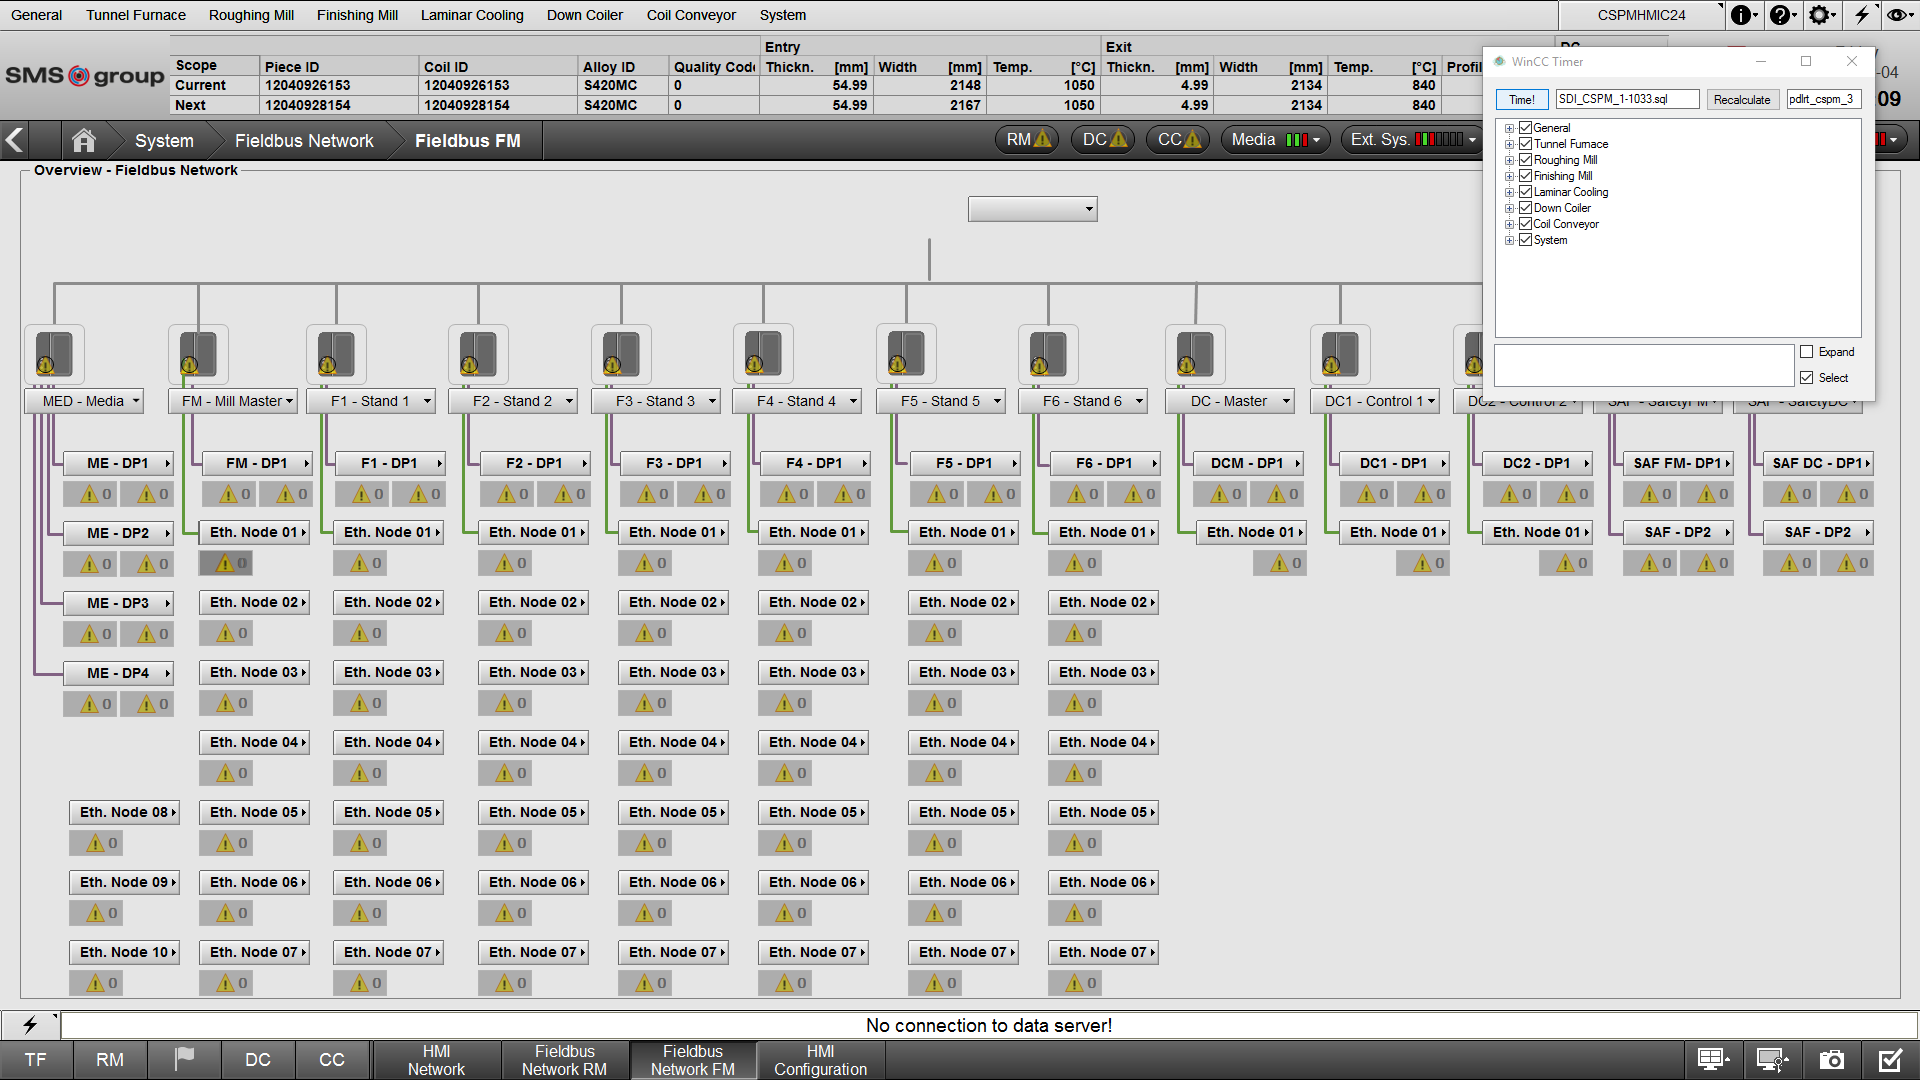 General Tunnel Furnace Roughing Mill Finishing Mill Laminar Cooling Down Coiler Coil Conveyor System CSPMHMIC24
SMS group
Entry Exit
Scope Piece ID Coil ID Alloy ID Quality Code Thickn. [mm] Width [mm] Temp. [°C] Thickn. [mm] Width [mm] Temp. [°C] Profil
Current 12040926153 12040926153 S420MC 0 54.99 2148 1050 4.99 2134 840
Next 12040928154 12040928154 S420MC 0 54.99 2167 1050 4.99 2134 840
-04
:09
System Fieldbus Network Fieldbus FM RM DC CC Media Ext. Sys.
WinCC Timer
Time! SDI_CSPM_1-1033.sql Recalculate pdlrt_cspm_3
General
Tunnel Furnace
Roughing Mill
Finishing Mill
Laminar Cooling
Down Coiler
Coil Conveyor
System
Expand
Select
Overview - Fieldbus Network
MED - Media FM - Mill Master F1 - Stand 1 F2 - Stand 2 F3 - Stand 3 F4 - Stand 4 F5 - Stand 5 F6 - Stand 6 DC - Master DC1 - Control 1 DC2 - Control 2 SAF - SafetyFM SAF - SafetyDC
ME - DP1 FM - DP1 F1 - DP1 F2 - DP1 F3 - DP1 F4 - DP1 F5 - DP1 F6 - DP1 DCM - DP1 DC1 - DP1 DC2 - DP1 SAF FM- DP1 SAF DC - DP1
0 0 0 0 0 0 0 0 0 0 0 0 0 0 0 0 0 0 0 0 0 0 0 0 0 0
ME - DP2 Eth. Node 01 Eth. Node 01 Eth. Node 01 Eth. Node 01 Eth. Node 01 Eth. Node 01 Eth. Node 01 Eth. Node 01 Eth. Node 01 Eth. Node 01 SAF - DP2 SAF - DP2
0 0 0 0 0 0 0 0 0 0 0 0 0 0 0 0
ME - DP3 Eth. Node 02 Eth. Node 02 Eth. Node 02 Eth. Node 02 Eth. Node 02 Eth. Node 02 Eth. Node 02
0 0 0 0 0 0 0 0 0
ME - DP4 Eth. Node 03 Eth. Node 03 Eth. Node 03 Eth. Node 03 Eth. Node 03 Eth. Node 03 Eth. Node 03
0 0 0 0 0 0 0 0 0
Eth. Node 04 Eth. Node 04 Eth. Node 04 Eth. Node 04 Eth. Node 04 Eth. Node 04 Eth. Node 04
0 0 0 0 0 0 0
Eth. Node 08 Eth. Node 05 Eth. Node 05 Eth. Node 05 Eth. Node 05 Eth. Node 05 Eth. Node 05 Eth. Node 05
0 0 0 0 0 0 0 0
Eth. Node 09 Eth. Node 06 Eth. Node 06 Eth. Node 06 Eth. Node 06 Eth. Node 06 Eth. Node 06 Eth. Node 06
0 0 0 0 0 0 0 0
Eth. Node 10 Eth. Node 07 Eth. Node 07 Eth. Node 07 Eth. Node 07 Eth. Node 07 Eth. Node 07 Eth. Node 07
0 0 0 0 0 0 0 0
No connection to data server!
TF RM DC CC HMI Network Fieldbus Network RM Fieldbus Network FM HMI Configuration